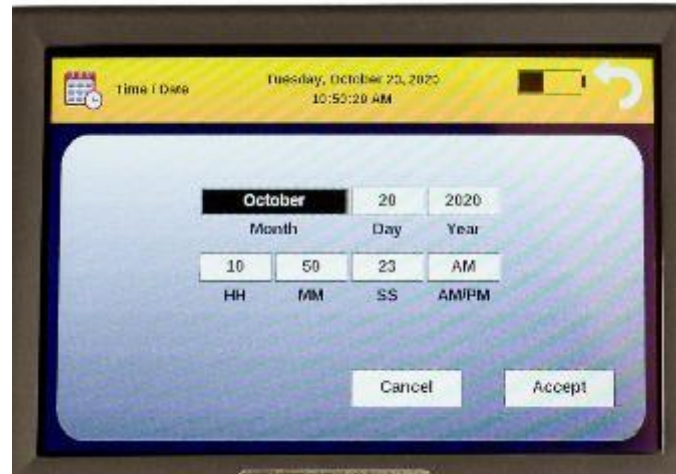 Time / Date
Tuesday, October 20, 2020
10:50:29 AM
October 20 2020
Month Day Year
10 50 23 AM
HH MM SS AM/PM
Cancel Accept